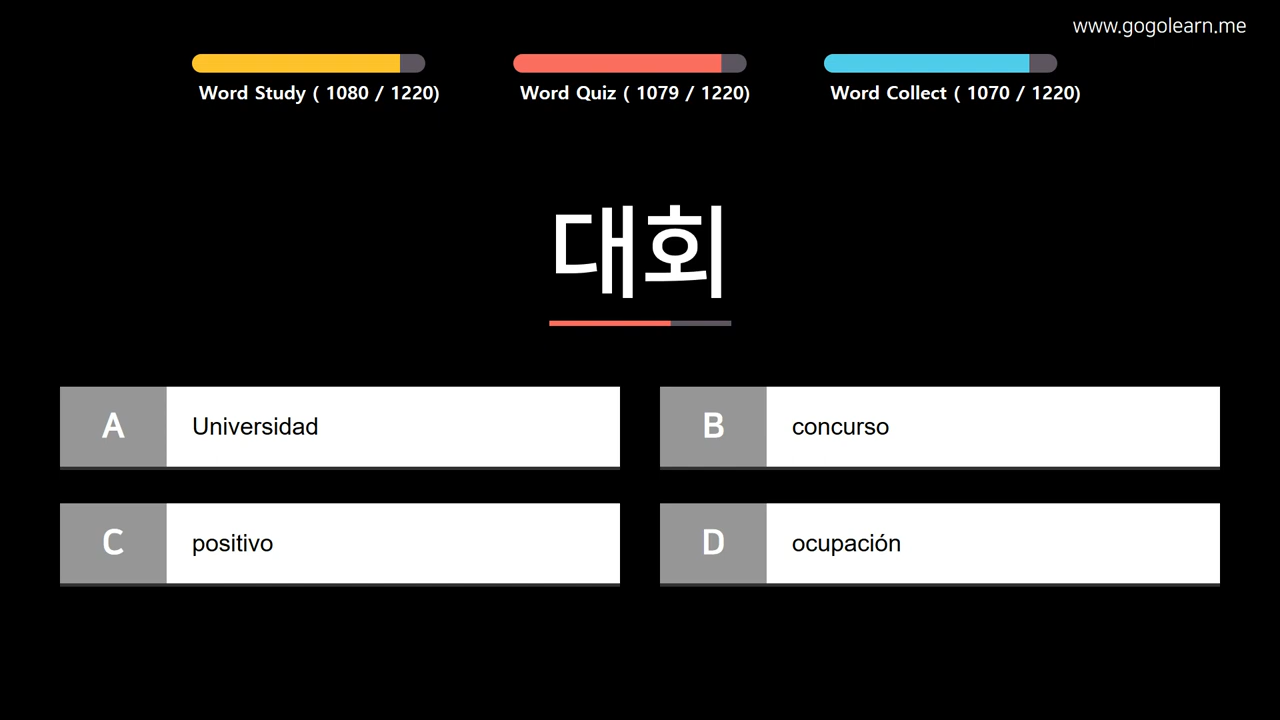 www.gogolearn.me
Word Study ( 1080 / 1220)
Word Quiz ( 1079 / 1220)
Word Collect ( 1070 / 1220)
대회
A
Universidad
B
concurso
C
positivo
D
ocupación